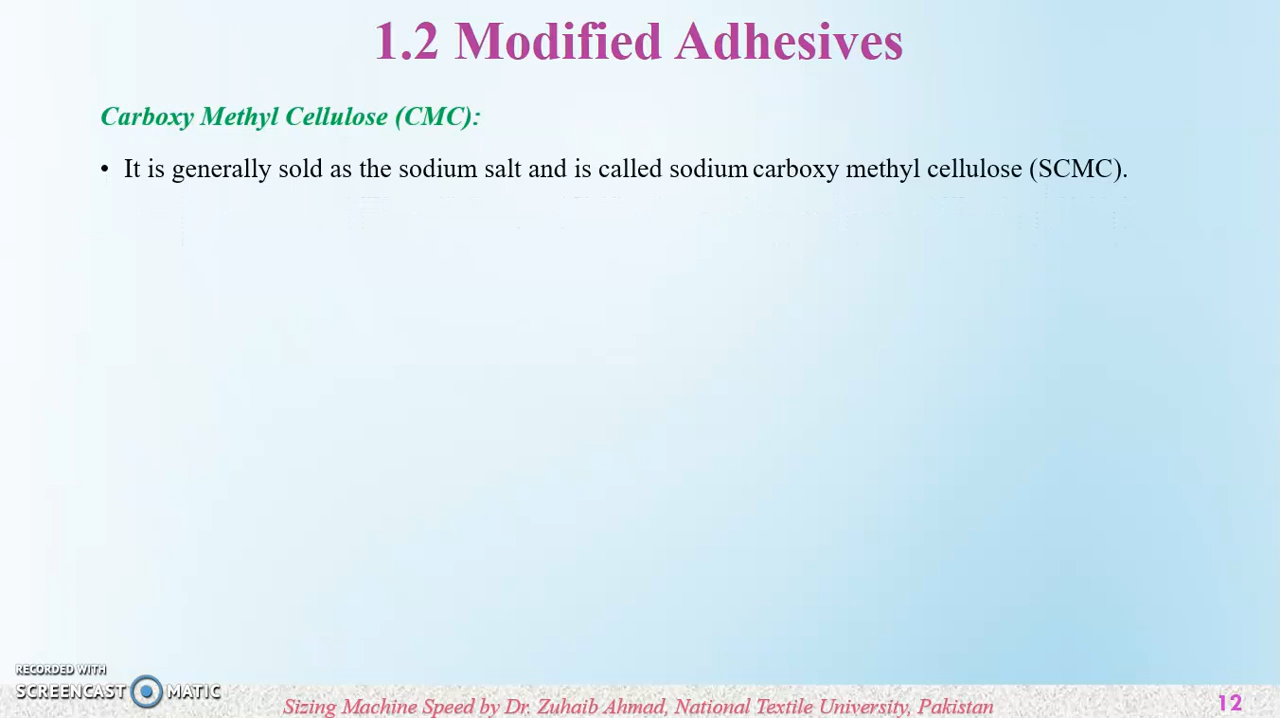 1.2 Modified Adhesives
Carboxy Methyl Cellulose (CMC):
• It is generally sold as the sodium salt and is called sodium carboxy methyl cellulose (SCMC).
RECORDED WITH
SCREENCAST MATIC
Sizing Machine Speed by Dr. Zuhaib Ahmad, National Textile University, Pakistan
12